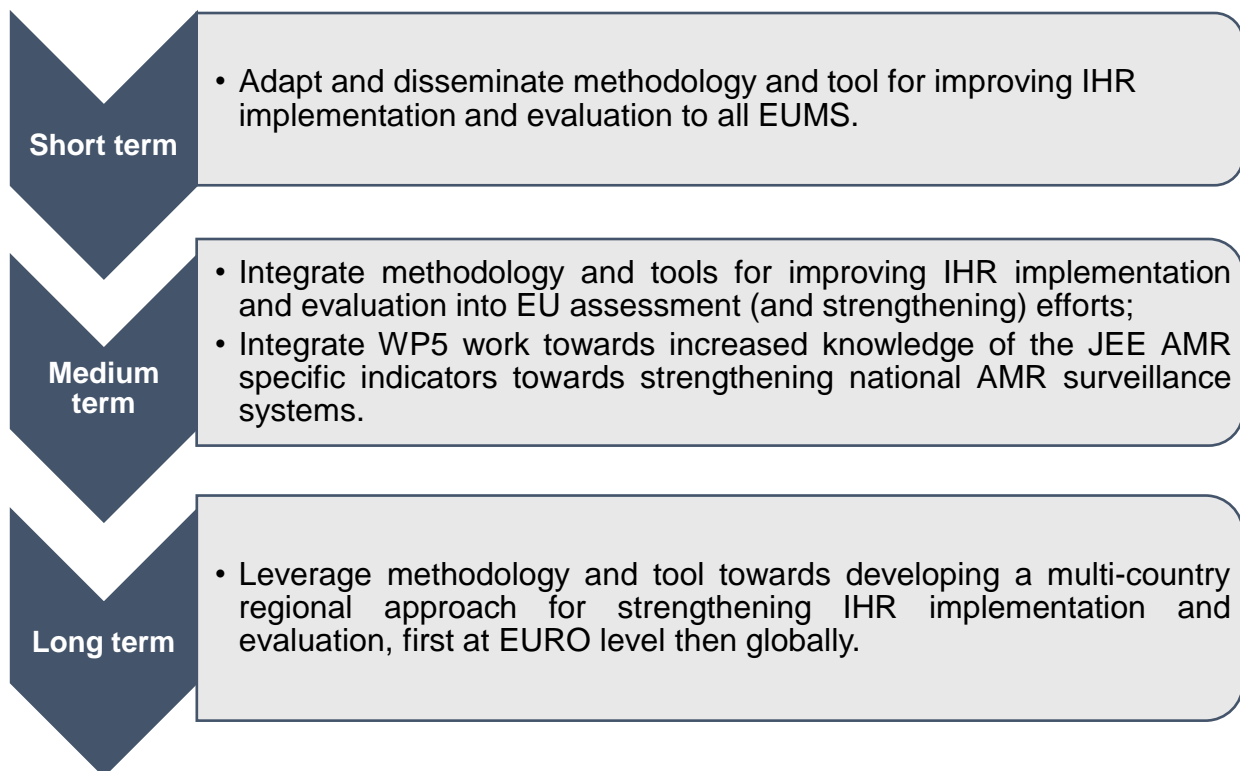 Short term
• Adapt and disseminate methodology and tool for improving IHR
implementation and evaluation to all EUMS.
Medium
term
• Integrate methodology and tools for improving IHR implementation
and evaluation into EU assessment (and strengthening) efforts;
• Integrate WP5 work towards increased knowledge of the JEE AMR
specific indicators towards strengthening national AMR surveillance
systems.
Long term
• Leverage methodology and tool towards developing a multi-country
regional approach for strengthening IHR implementation and
evaluation, first at EURO level then globally.